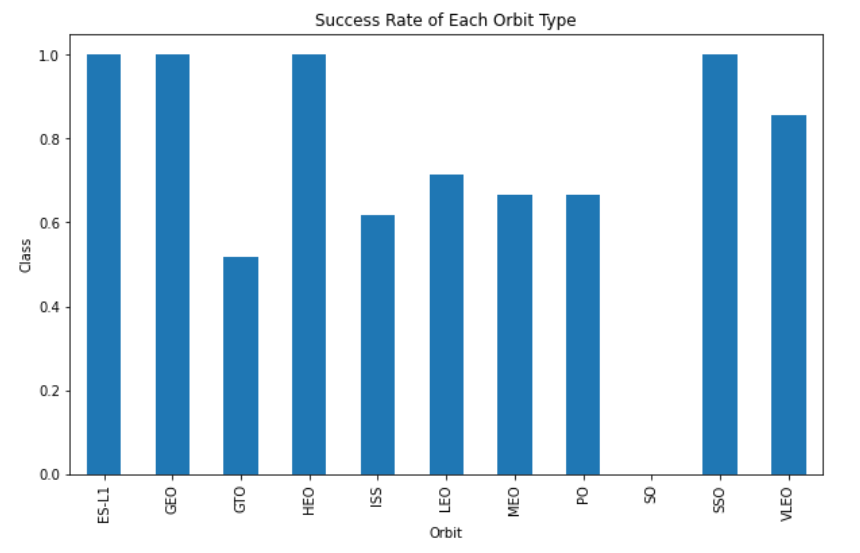 Success Rate of Each Orbit Type
1.0
0.8
0.6
0.4
0.2
0.0
Class
ES-L1
GEO
GTO
HEO
ISS
LEO
MEO
PO
SO
SSO
VLEO
Orbit